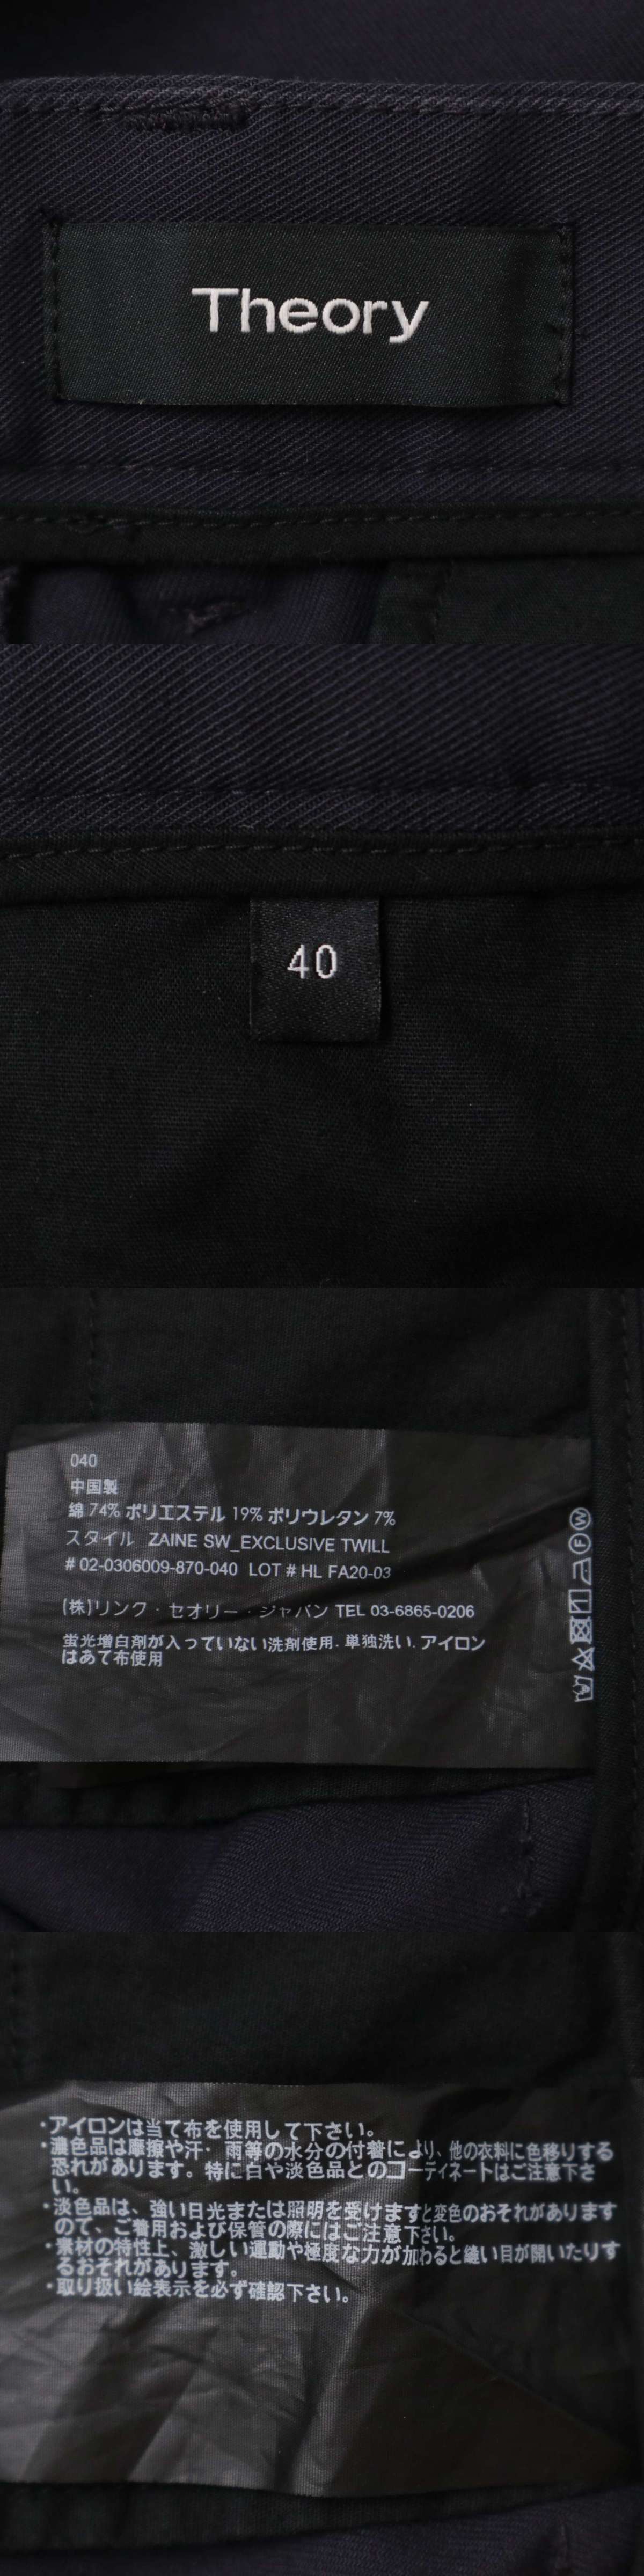 Theory
40
040
中国製
綿 74% ポリエステル 19% ポリウレタン 7%
スタイル ZAINE SW_EXCLUSIVE TWILL
# 02-0306009-870-040 LOT # HL FA20-03
(株)リンク・セオリー・ジャパン TEL 03-6865-0206
蛍光増白剤が入っていない洗剤使用. 単独洗い. アイロン
はあて布使用
F W
・アイロンは当て布を使用して下さい。
・濃色品は摩擦や汗・雨等の水分の付着により、他の衣料に色移りする
恐れがあります。特に白や淡色品とのコーディネートはご注意下さ
い。
・淡色品は、強い日光または照明を受けますと変色のおそれがあります
ので、ご着用および保管の際にはご注意下さい。
・素材の特性上、激しい運動や極度な力が加わると縫い目が開いたりす
るおそれがあります。
・取り扱い絵表示を必ず確認下さい。